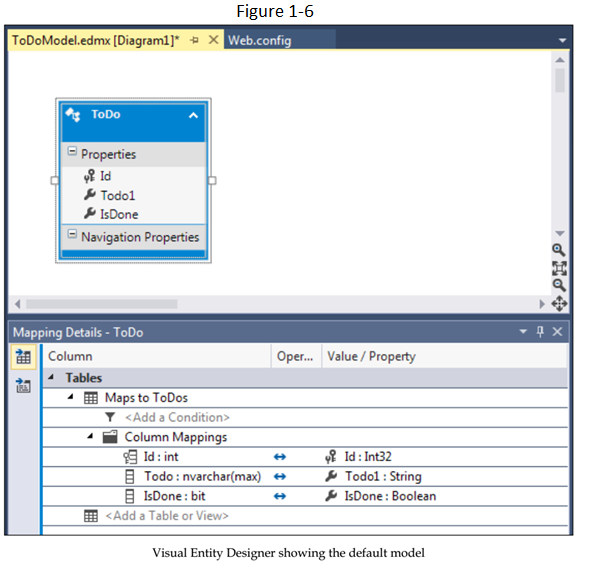 Figure 1-6
ToDoModel.edmx [Diagram1]* Web.config
ToDo
Properties
Id
Todo1
IsDone
Navigation Properties
Mapping Details - ToDo
Column Oper... Value / Property
Tables
Maps to ToDos
<Add a Condition>
Column Mappings
Id : int Id : Int32
Todo : nvarchar(max) Todo1 : String
IsDone : bit IsDone : Boolean
<Add a Table or View>
Visual Entity Designer showing the default model